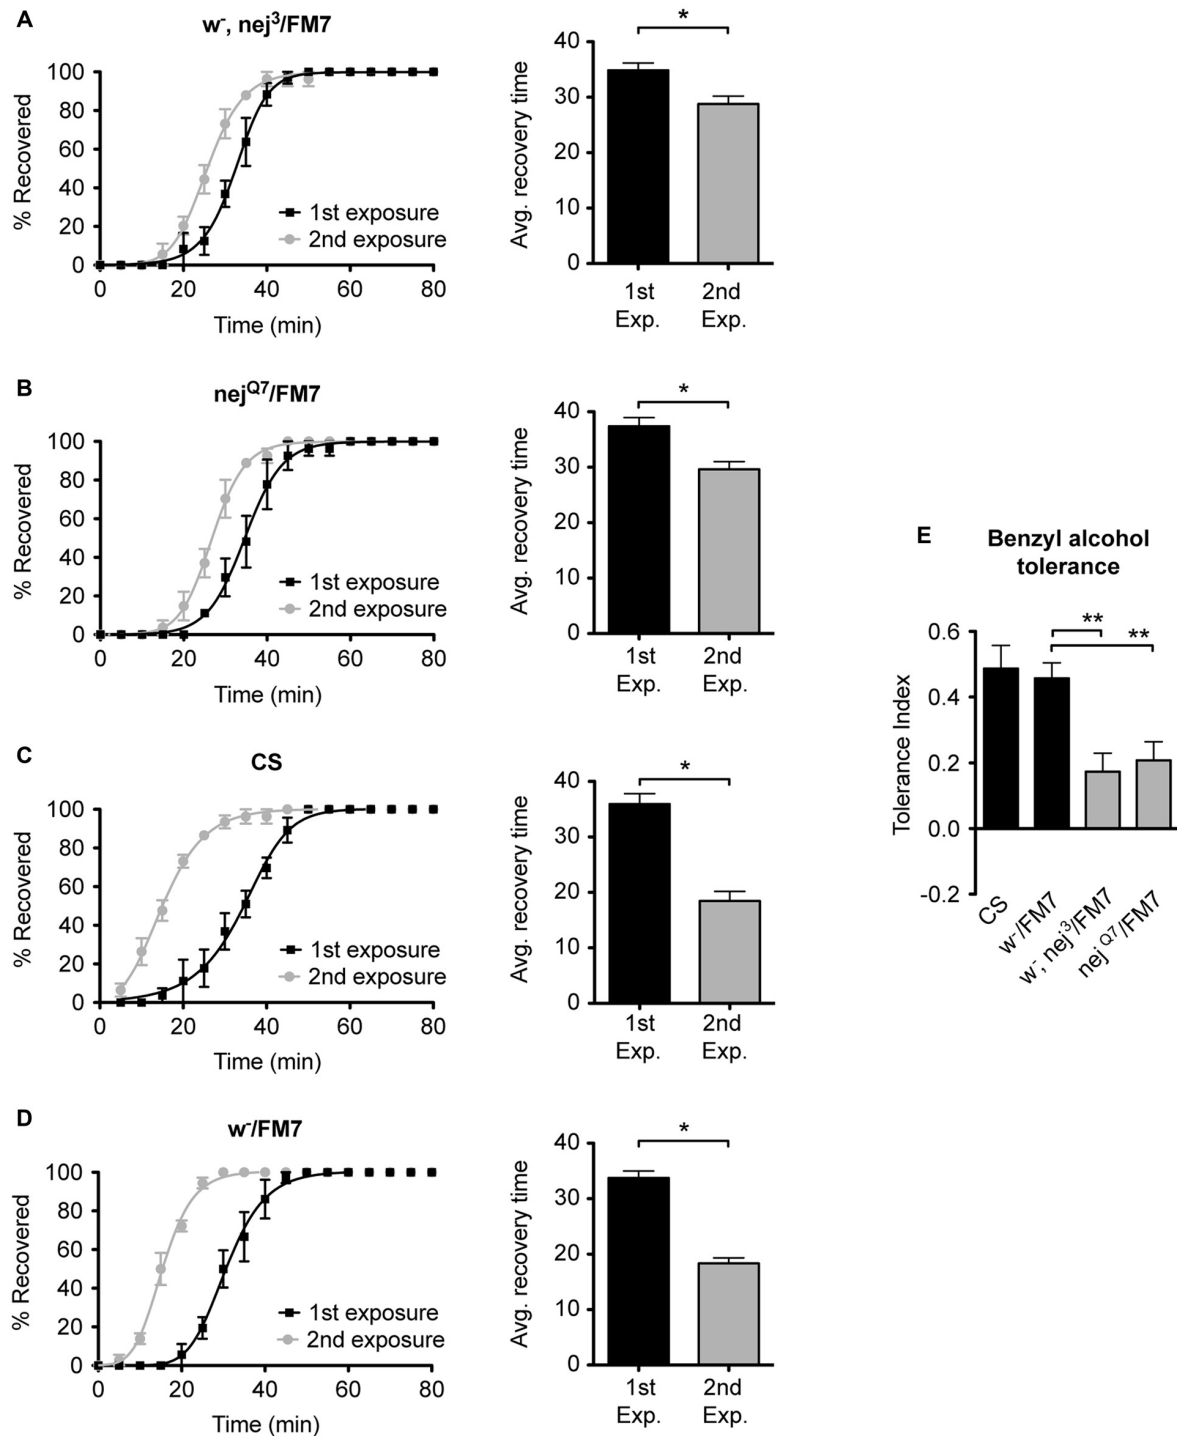 A
w⁻, nej³/FM7
% Recovered
100
80
60
40
20
0
1st exposure
2nd exposure
0 20 40 60 80
Time (min)
Avg. recovery time
40
30
20
10
0
*
1st 2nd
Exp. Exp.
B
nejQ7/FM7
% Recovered
100
80
60
40
20
0
1st exposure
2nd exposure
0 20 40 60 80
Time (min)
Avg. recovery time
40
30
20
10
0
*
1st 2nd
Exp. Exp.
C
CS
% Recovered
100
80
60
40
20
0
1st exposure
2nd exposure
0 20 40 60 80
Time (min)
Avg. recovery time
40
30
20
10
0
*
1st 2nd
Exp. Exp.
D
w⁻/FM7
% Recovered
100
80
60
40
20
0
1st exposure
2nd exposure
0 20 40 60 80
Time (min)
Avg. recovery time
40
30
20
10
0
*
1st 2nd
Exp. Exp.
E
Benzyl alcohol
tolerance
Tolerance Index
0.6
0.4
0.2
0.0
-0.2
**
**
CS
w⁻/FM7
w⁻, nej³/FM7
nej Q7/FM7